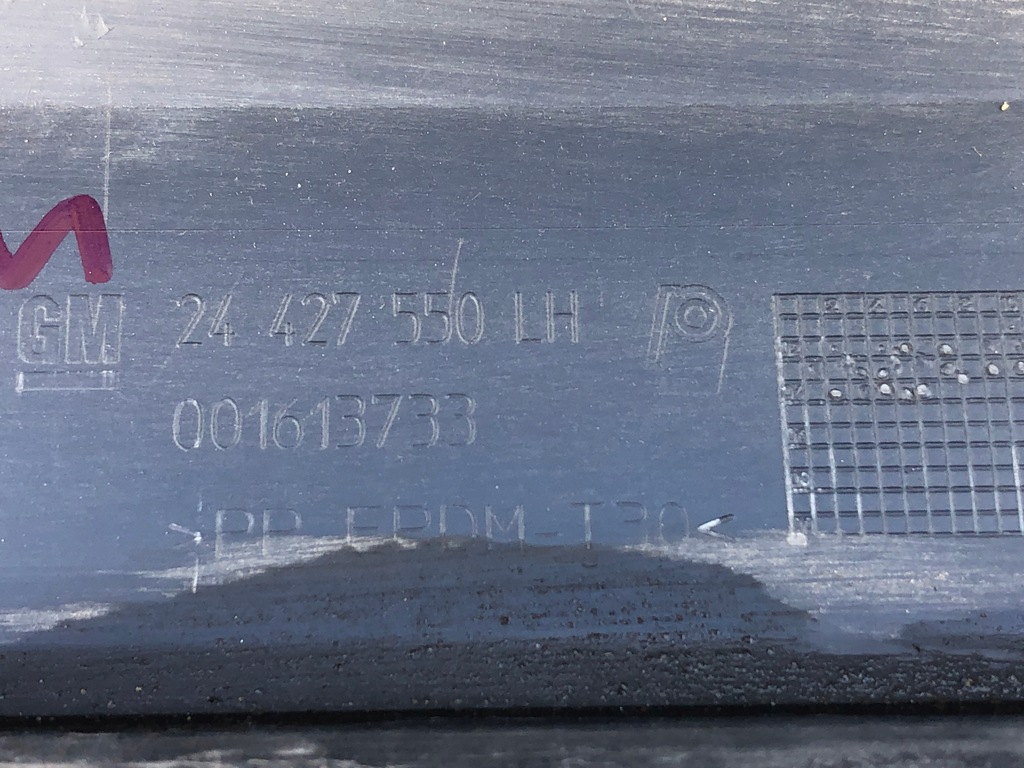 GM 24 427 550 LH
001613733
>PP EPDM-T30<